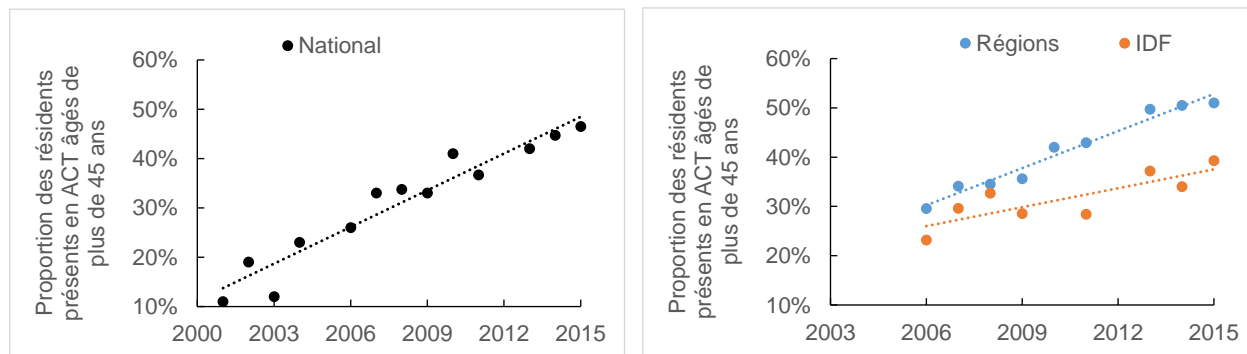 National
Proportion des résidents
présents en ACT âgés de
plus de 45 ans
60%
50%
40%
30%
20%
10%
2000 2003 2006 2009 2012 2015
Régions IDF
Proportion des résidents
présents en ACT âgés de
plus de 45 ans
60%
50%
40%
30%
20%
10%
2003 2006 2009 2012 2015